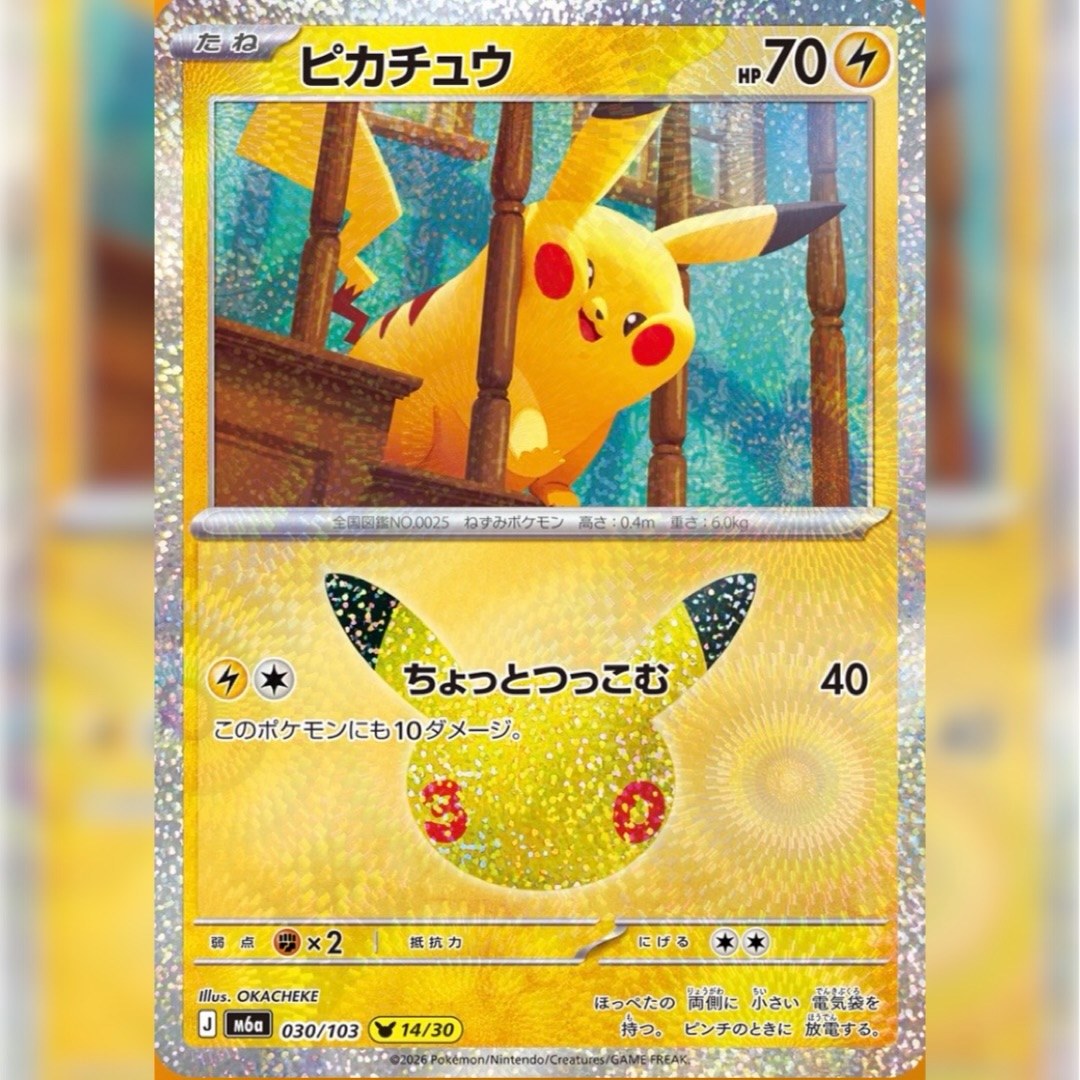 たね ピカチュウ HP70
全国図鑑NO.0025 ねずみポケモン 高さ:0.4m 重さ:6.0kg
ちょっとつっこむ 40
このポケモンにも10ダメージ。
3 0
弱点 ×2 抵抗力 にげる
Illus. OKACHEKE
ほっぺたの 両側に 小さい 電気袋を
持つ。 ピンチのときに 放電する。
J M6a 030/103 14/30
©2026 Pokémon/Nintendo/Creatures/GAME FREAK.